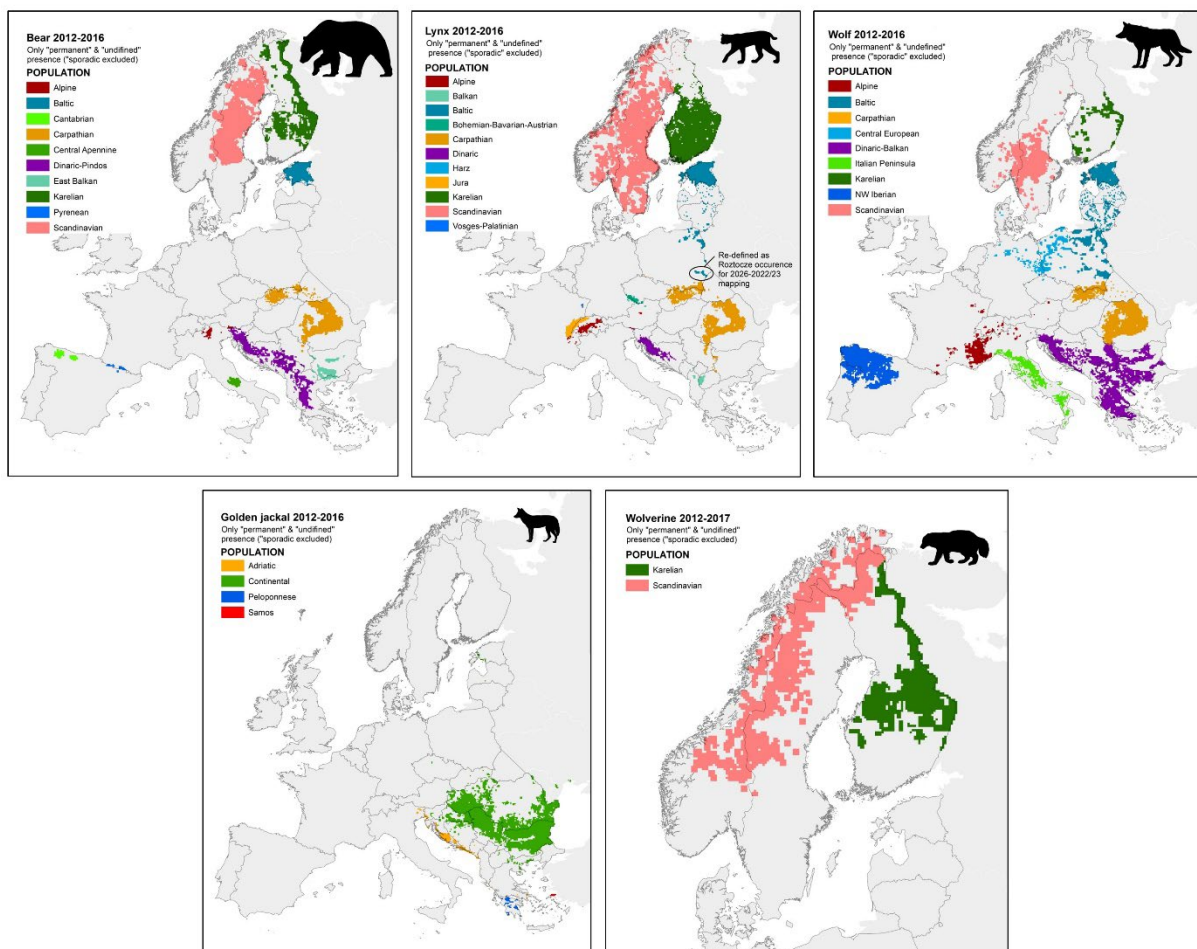 Bear 2012-2016
Only "permanent" & "undifined"
presence ("sporadic excluded)
POPULATION
Alpine
Baltic
Cantabrian
Carpathian
Central Apennine
Dinaric-Pindos
East Balkan
Karelian
Pyrenean
Scandinavian
Lynx 2012-2016
Only "permanent" & "undefined"
presence ("sporadic" excluded)
POPULATION
Alpine
Balkan
Baltic
Bohemian-Bavarian-Austrian
Carpathian
Dinaric
Harz
Jura
Karelian
Scandinavian
Vosges-Palatinian
Re-defined as
Roztocze occurence
for 2026-2022/23
mapping
Wolf 2012-2016
Only "permanent" & "undefined"
presence ("sporadic" excluded)
POPULATION
Alpine
Baltic
Carpathian
Central European
Dinaric-Balkan
Italian Peninsula
Karelian
NW Iberian
Scandinavian
Golden jackal 2012-2016
Only "permanent" & "undifined"
presence ("sporadic excluded)
POPULATION
Adriatic
Continental
Peloponnese
Samos
Wolverine 2012-2017
Only "permanent" & "undifined"
presence ("sporadic excluded)
POPULATION
Karelian
Scandinavian